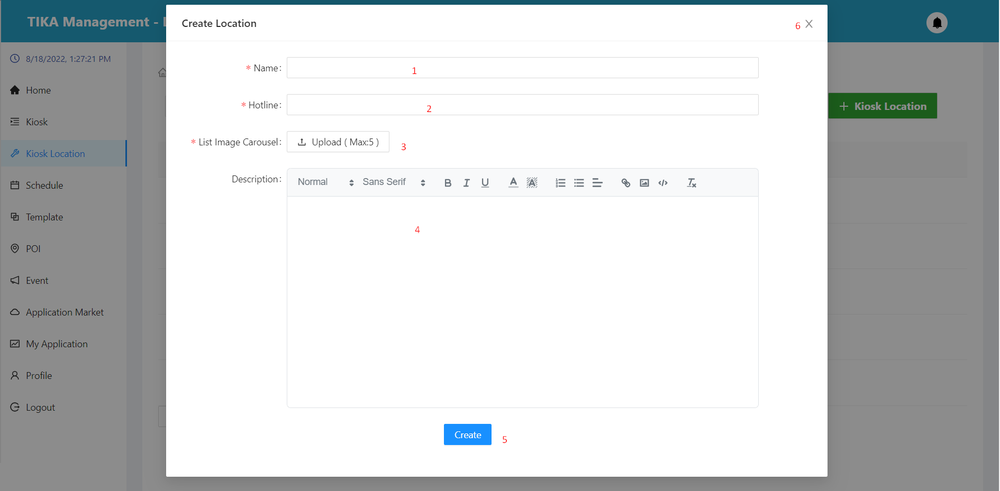 TIKA Management -
8/18/2022, 1:27:21 PM
Home
Kiosk
Kiosk Location
Schedule
Template
POI
Event
Application Market
My Application
Profile
Logout
Create Location
6
* Name:
1
* Hotline:
2
* List Image Carousel:
Upload ( Max:5 )
3
Description:
Normal
Sans Serif
4
Create
5
+ Kiosk Location